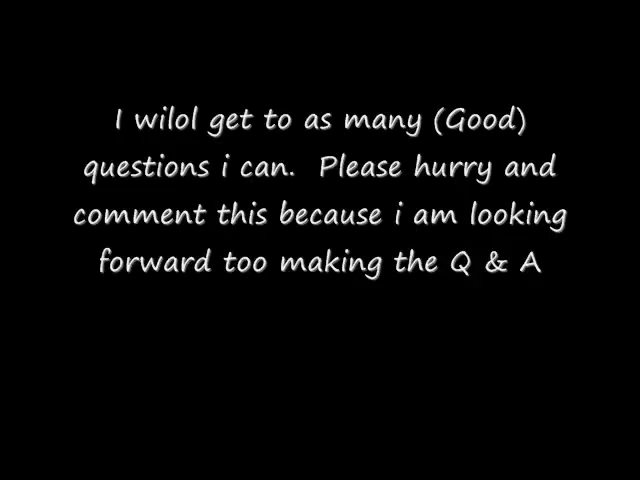 I wilol get to as many (Good)
questions i can.  Please hurry and
comment this because i am looking
forward too making the Q & A